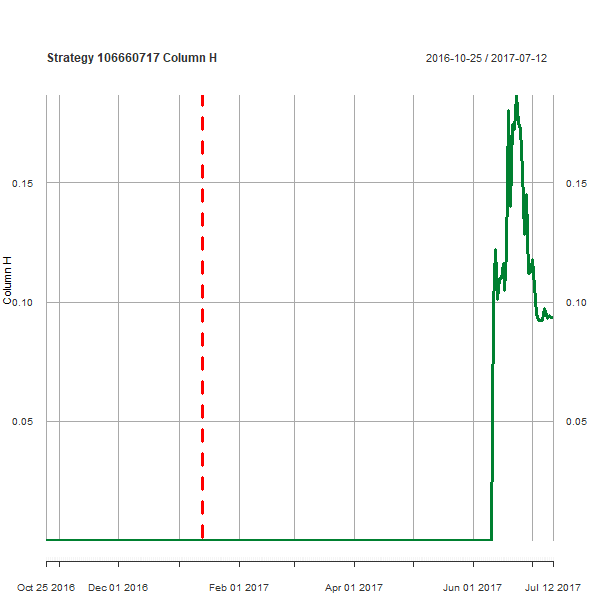 Strategy 106660717 Column H
2016-10-25 / 2017-07-12
Column H
0.15
0.15
0.10
0.10
0.05
0.05
Oct 25 2016
Dec 01 2016
Feb 01 2017
Apr 01 2017
Jun 01 2017
Jul 12 2017